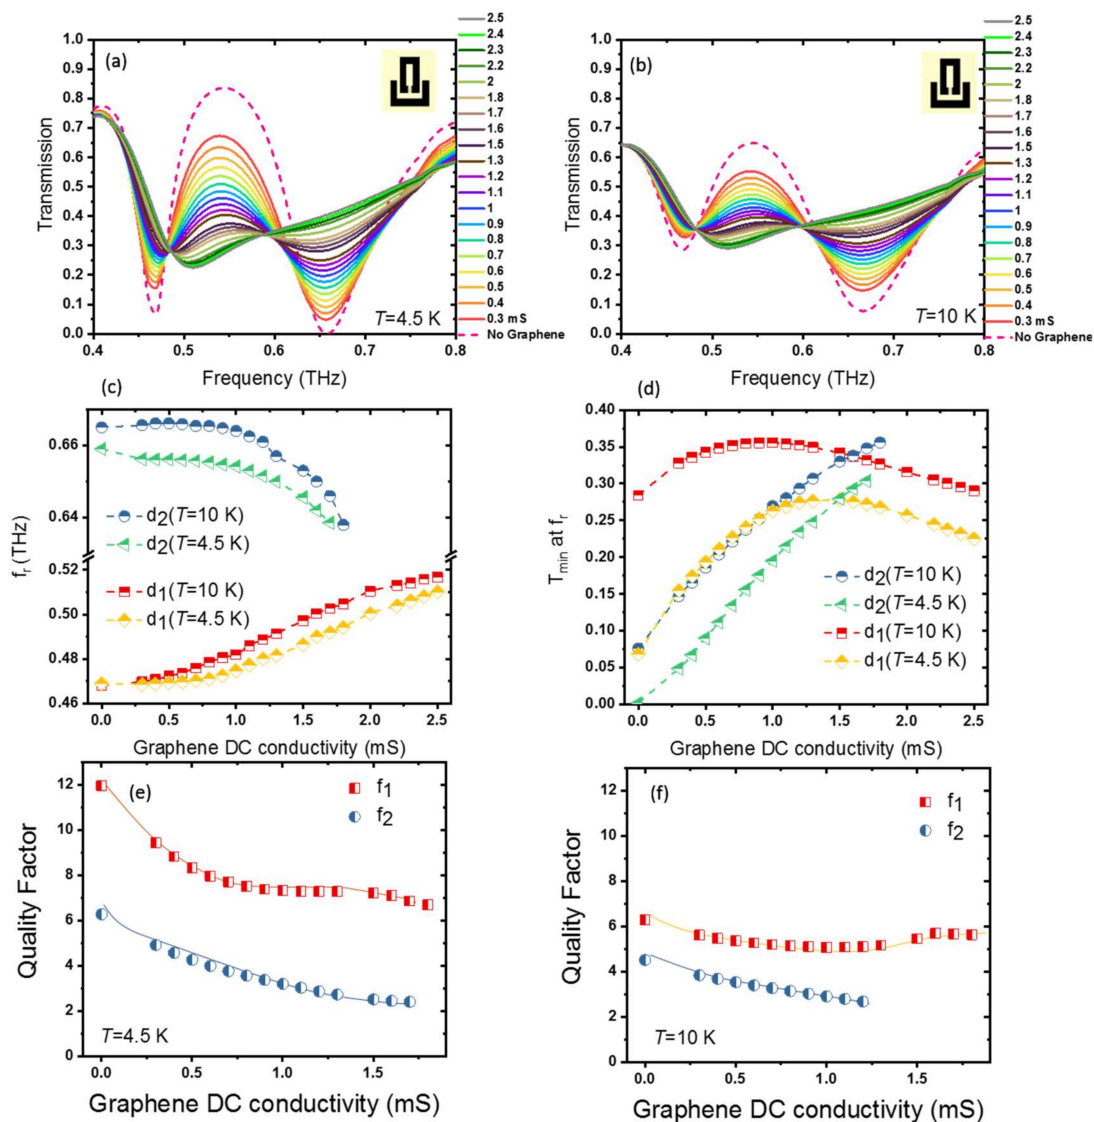 (a)
Transmission
1.0
0.9
0.8
0.7
0.6
0.5
0.4
0.3
0.2
0.1
0.0
0.4 0.5 0.6 0.7 0.8
Frequency (THz)
T=4.5 K
2.5
2.4
2.3
2.2
2
1.8
1.7
1.6
1.5
1.3
1.2
1.1
1
0.9
0.8
0.7
0.6
0.5
0.4
0.3 mS
No Graphene
(b)
Transmission
1.0
0.9
0.8
0.7
0.6
0.5
0.4
0.3
0.2
0.1
0.0
0.4 0.5 0.6 0.7 0.8
Frequency (THz)
T=10 K
2.5
2.4
2.3
2.2
2
1.8
1.7
1.6
1.5
1.3
1.2
1.1
1
0.9
0.8
0.7
0.6
0.5
0.4
0.3 mS
No Graphene
(c)
fr (THz)
0.66
0.64
0.52
0.50
0.48
0.46
d2(T=10 K)
d2(T=4.5 K)
d1(T=10 K)
d1(T=4.5 K)
0.0 0.5 1.0 1.5 2.0 2.5
Graphene DC conductivity (mS)
(d)
Tmin at fr
0.40
0.35
0.30
0.25
0.20
0.15
0.10
0.05
0.00
d2(T=10 K)
d2(T=4.5 K)
d1(T=10 K)
d1(T=4.5 K)
0.0 0.5 1.0 1.5 2.0 2.5
Graphene DC conductivity (mS)
(e)
Quality Factor
12
10
8
6
4
2
0
f1
f2
T=4.5 K
0.0 0.5 1.0 1.5
Graphene DC conductivity (mS)
(f)
Quality Factor
12
10
8
6
4
2
0
f1
f2
T=10 K
0.0 0.5 1.0 1.5
Graphene DC conductivity (mS)